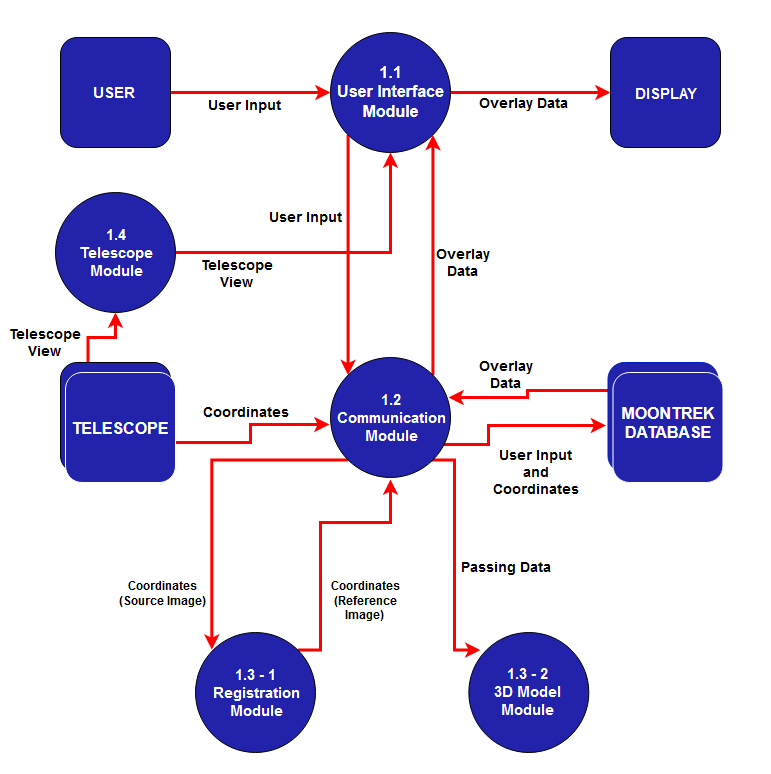 USER
User Input
1.1
User Interface
Module
Overlay Data
DISPLAY
User Input
1.4
Telescope
Module
Telescope
View
Overlay
Data
Telescope
View
TELESCOPE
Coordinates
1.2
Communication
Module
Overlay
Data
MOONTREK
DATABASE
User Input
and
Coordinates
Coordinates
(Source Image)
Coordinates
(Reference
Image)
Passing Data
1.3 - 1
Registration
Module
1.3 - 2
3D Model
Module